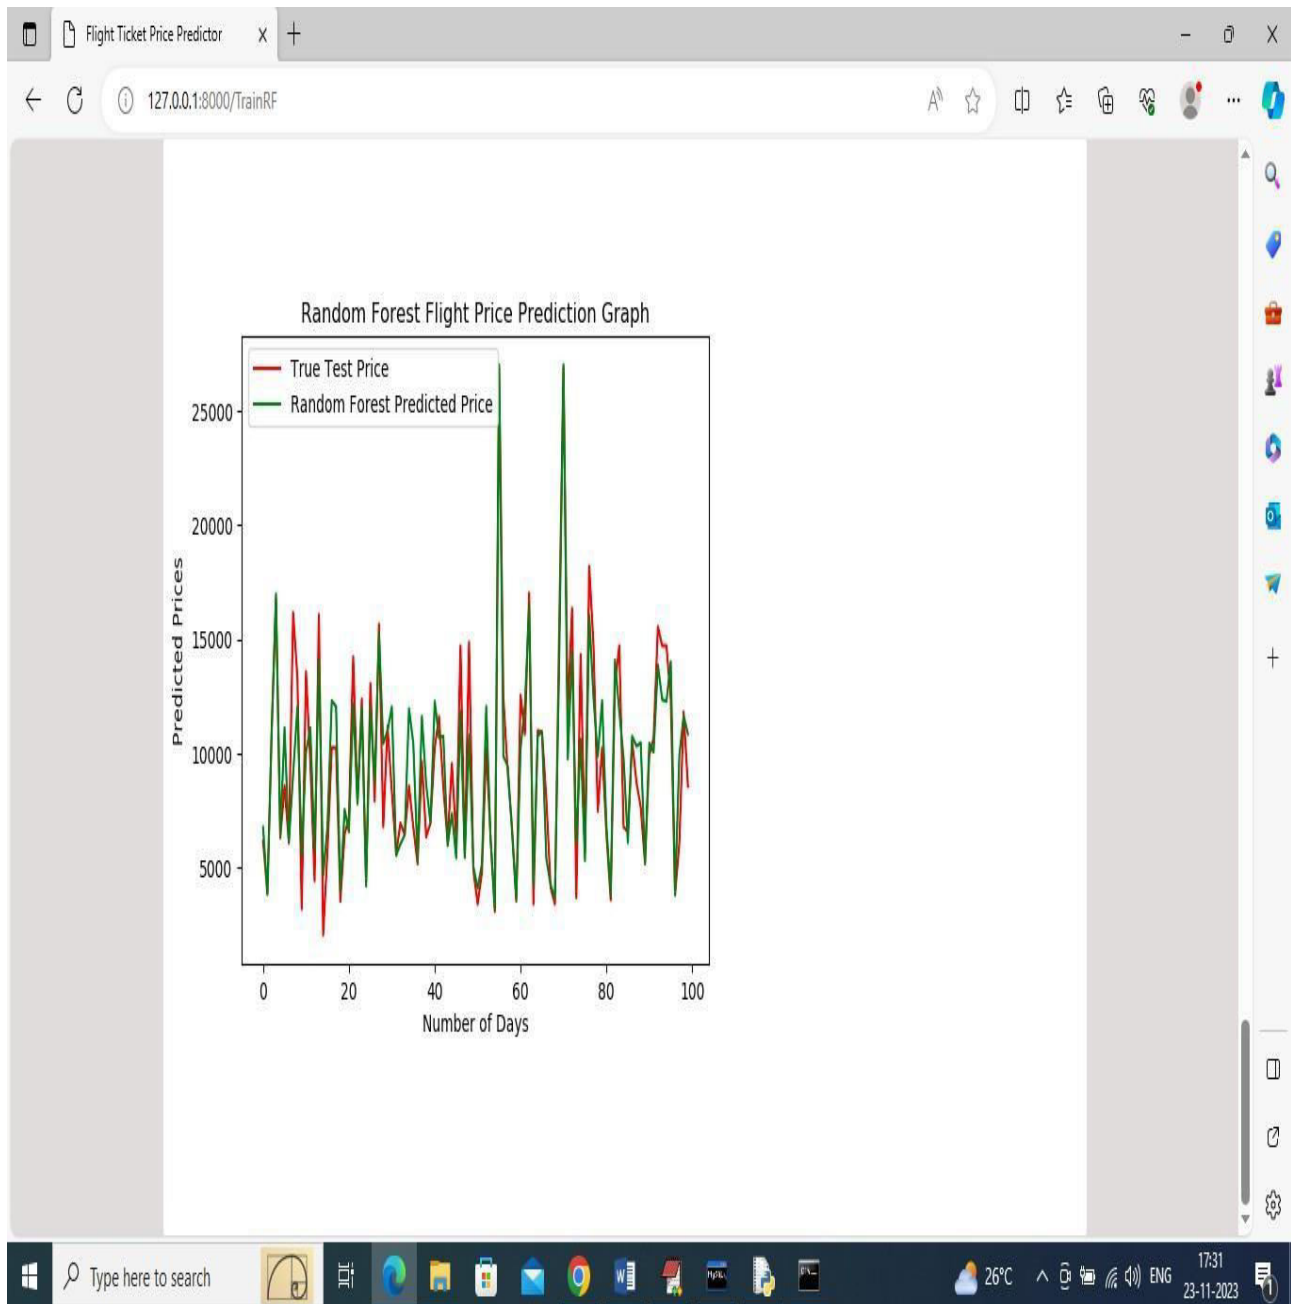 Flight Ticket Price Predictor
127.0.0.1:8000/TrainRF
Random Forest Flight Price Prediction Graph
True Test Price
Random Forest Predicted Price
25000
20000
15000
10000
5000
Predicted Prices
0 20 40 60 80 100
Number of Days
Type here to search
26°C
ENG
17:31
23-11-2023
1